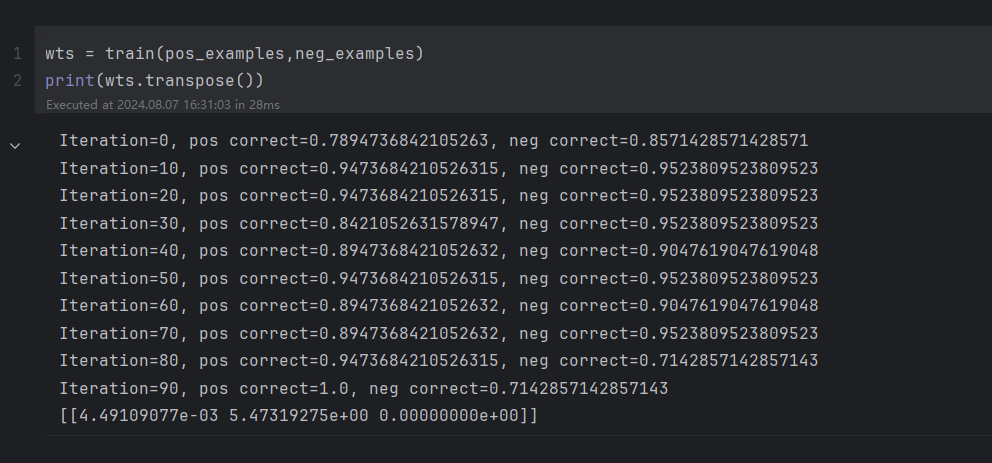 1 wts = train(pos_examples,neg_examples)
2 print(wts.transpose())
Executed at 2024.08.07 16:31:03 in 28ms
Iteration=0, pos correct=0.7894736842105263, neg correct=0.8571428571428571
Iteration=10, pos correct=0.9473684210526315, neg correct=0.9523809523809523
Iteration=20, pos correct=0.9473684210526315, neg correct=0.9523809523809523
Iteration=30, pos correct=0.8421052631578947, neg correct=0.9523809523809523
Iteration=40, pos correct=0.8947368421052632, neg correct=0.9047619047619048
Iteration=50, pos correct=0.9473684210526315, neg correct=0.9523809523809523
Iteration=60, pos correct=0.8947368421052632, neg correct=0.9047619047619048
Iteration=70, pos correct=0.8947368421052632, neg correct=0.9523809523809523
Iteration=80, pos correct=0.9473684210526315, neg correct=0.7142857142857143
Iteration=90, pos correct=1.0, neg correct=0.7142857142857143
[[4.49109077e-03 5.47319275e+00 0.00000000e+00]]